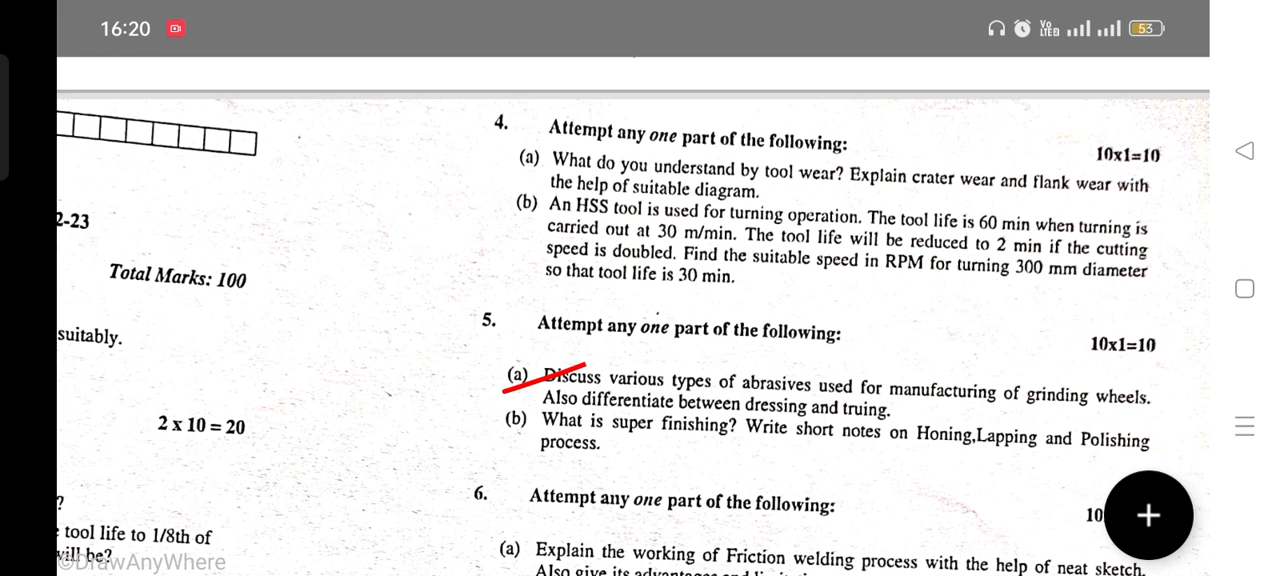 16:20
Vo
LTE
53
2-23
Total Marks: 100
suitably.
2 x 10 = 20
?
tool life to 1/8th of
will be?
©DrawAnyWhere
4. Attempt any one part of the following: 10x1=10
(a) What do you understand by tool wear? Explain crater wear and flank wear with
the help of suitable diagram.
(b) An HSS tool is used for turning operation. The tool life is 60 min when turning is
carried out at 30 m/min. The tool life will be reduced to 2 min if the cutting
speed is doubled. Find the suitable speed in RPM for turning 300 mm diameter
so that tool life is 30 min.
5. Attempt any one part of the following: 10x1=10
(a) Discuss various types of abrasives used for manufacturing of grinding wheels.
Also differentiate between dressing and truing.
(b) What is super finishing? Write short notes on Honing,Lapping and Polishing
process.
6. Attempt any one part of the following: 10
(a) Explain the working of Friction welding process with the help of neat sketch.
Also give its